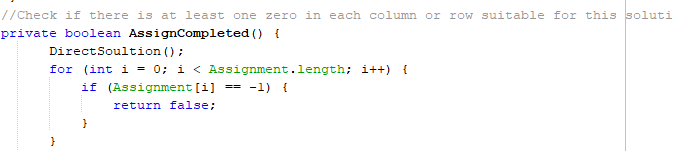 //Check if there is at least one zero in each column or row suitable for this soluti
private boolean AssignCompleted() {
DirectSoultion();
for (int i = 0; i < Assignment.length; i++) {
if (Assignment[i] == -1) {
return false;
}
}